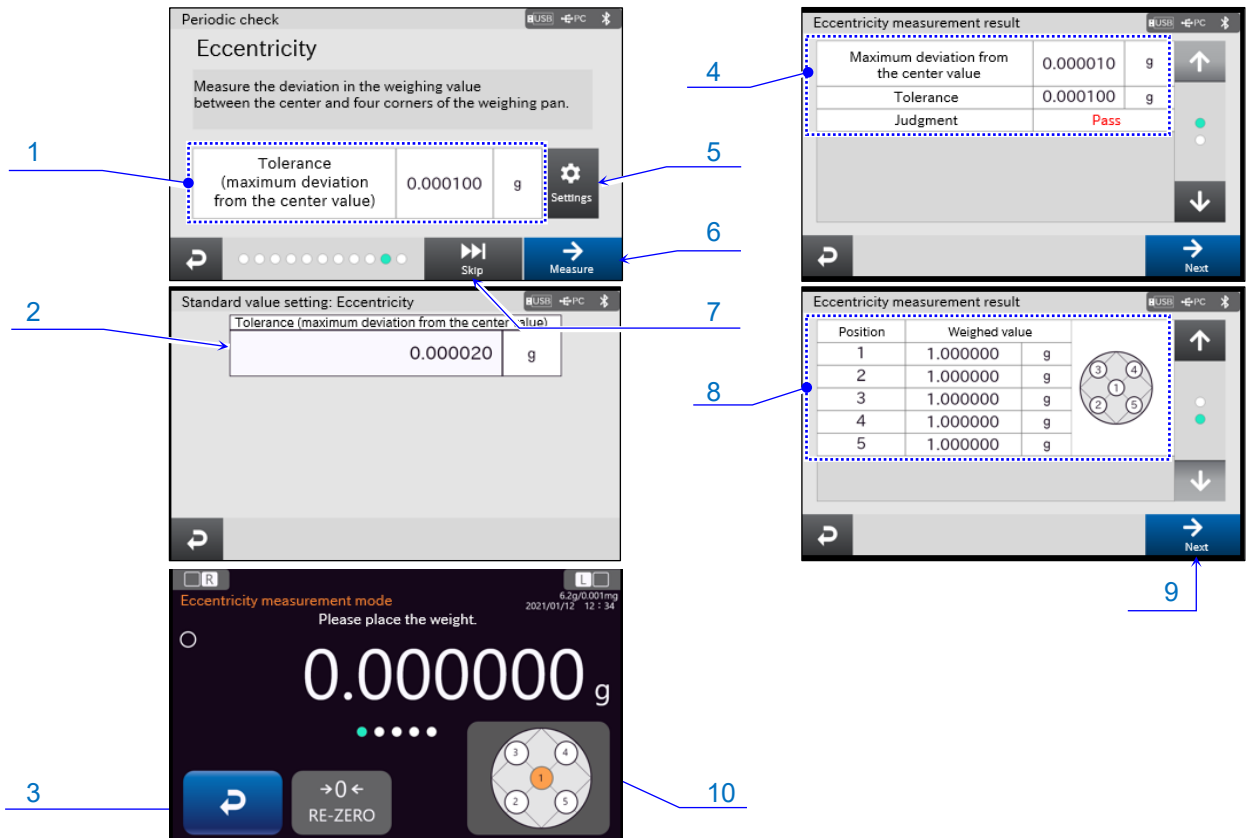 Periodic check
USB PC
Eccentricity
Measure the deviation in the weighing value
between the center and four corners of the weighing pan.
1
Tolerance
(maximum deviation
from the center value)
0.000100 g
Settings
5
Skip
Measure
6
7
Standard value setting: Eccentricity
USB PC
2
Tolerance (maximum deviation from the center value)
0.000020 g
R
L
Eccentricity measurement mode
6.2g/0.001mg
2021/01/12 12:34
Please place the weight.
0.000000 g
3
→0←
RE-ZERO
3 4
1
2 5
10
Eccentricity measurement result
USB PC
4
Maximum deviation from
the center value
0.000010 g
Tolerance 0.000100 g
Judgment Pass
Next
Eccentricity measurement result
USB PC
8
Position Weighed value
1 1.000000 g
2 1.000000 g
3 1.000000 g
4 1.000000 g
5 1.000000 g
3 4
1
2 5
Next
9